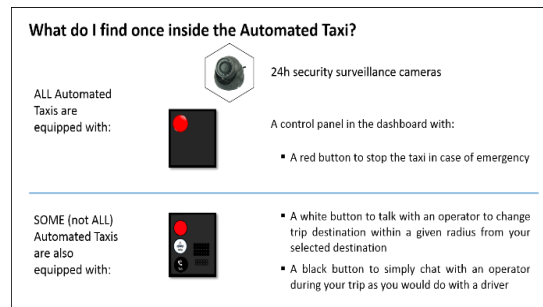 What do I find once inside the Automated Taxi?
24h security surveillance cameras
ALL Automated
Taxis are
equipped with:
A control panel in the dashboard with:
▪ A red button to stop the taxi in case of emergency
SOME (not ALL)
Automated Taxis
are also
equipped with:
▪ A white button to talk with an operator to change
trip destination within a given radius from your
selected destination
▪ A black button to simply chat with an operator
during your trip as you would do with a driver